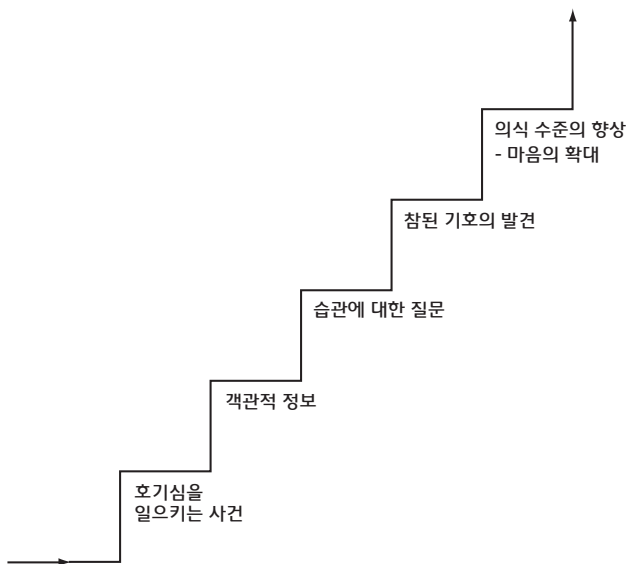 의식 수준의 향상
- 마음의 확대
참된 기호의 발견
습관에 대한 질문
객관적 정보
호기심을
일으키는 사건